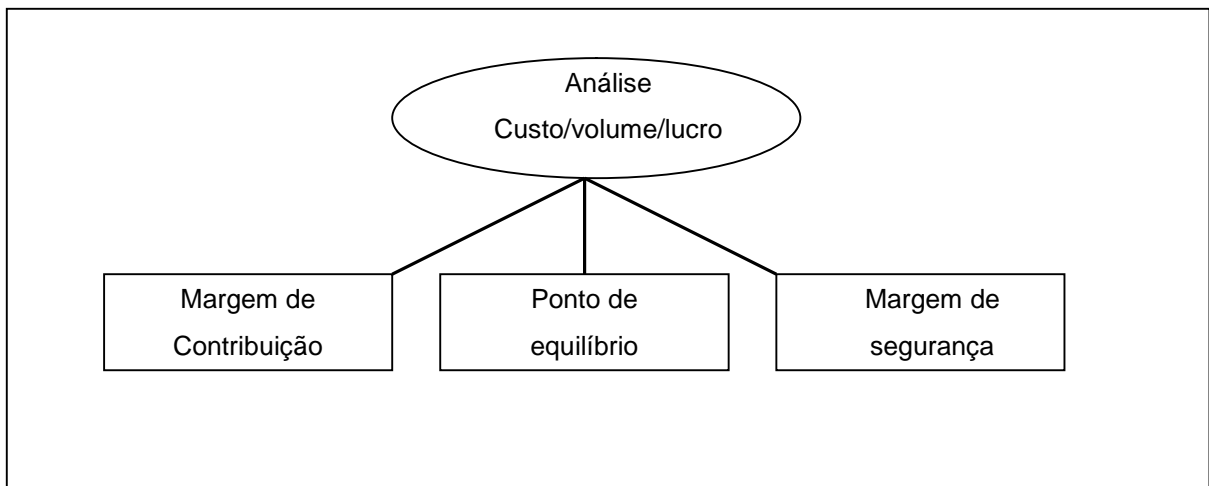 Análise
Custo/volume/lucro
Margem de
Contribuição
Ponto de
equilíbrio
Margem de
segurança